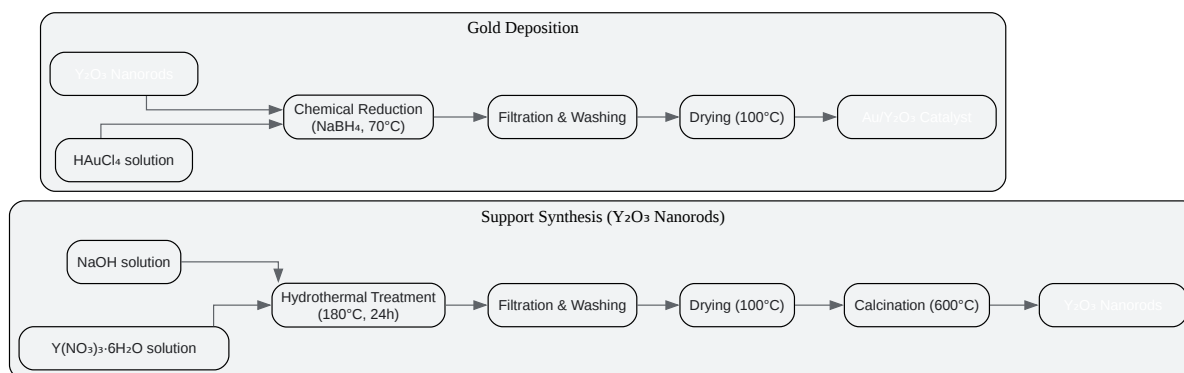 Gold Deposition
Y₂O₃ Nanorods
Chemical Reduction
(NaBH₄, 70°C)
Filtration & Washing
Drying (100°C)
Au/Y₂O₃ Catalyst
HAuCl₄ solution
Support Synthesis (Y₂O₃ Nanorods)
NaOH solution
Hydrothermal Treatment
(180°C, 24h)
Filtration & Washing
Drying (100°C)
Calcination (600°C)
Y₂O₃ Nanorods
Y(NO₃)₃·6H₂O solution